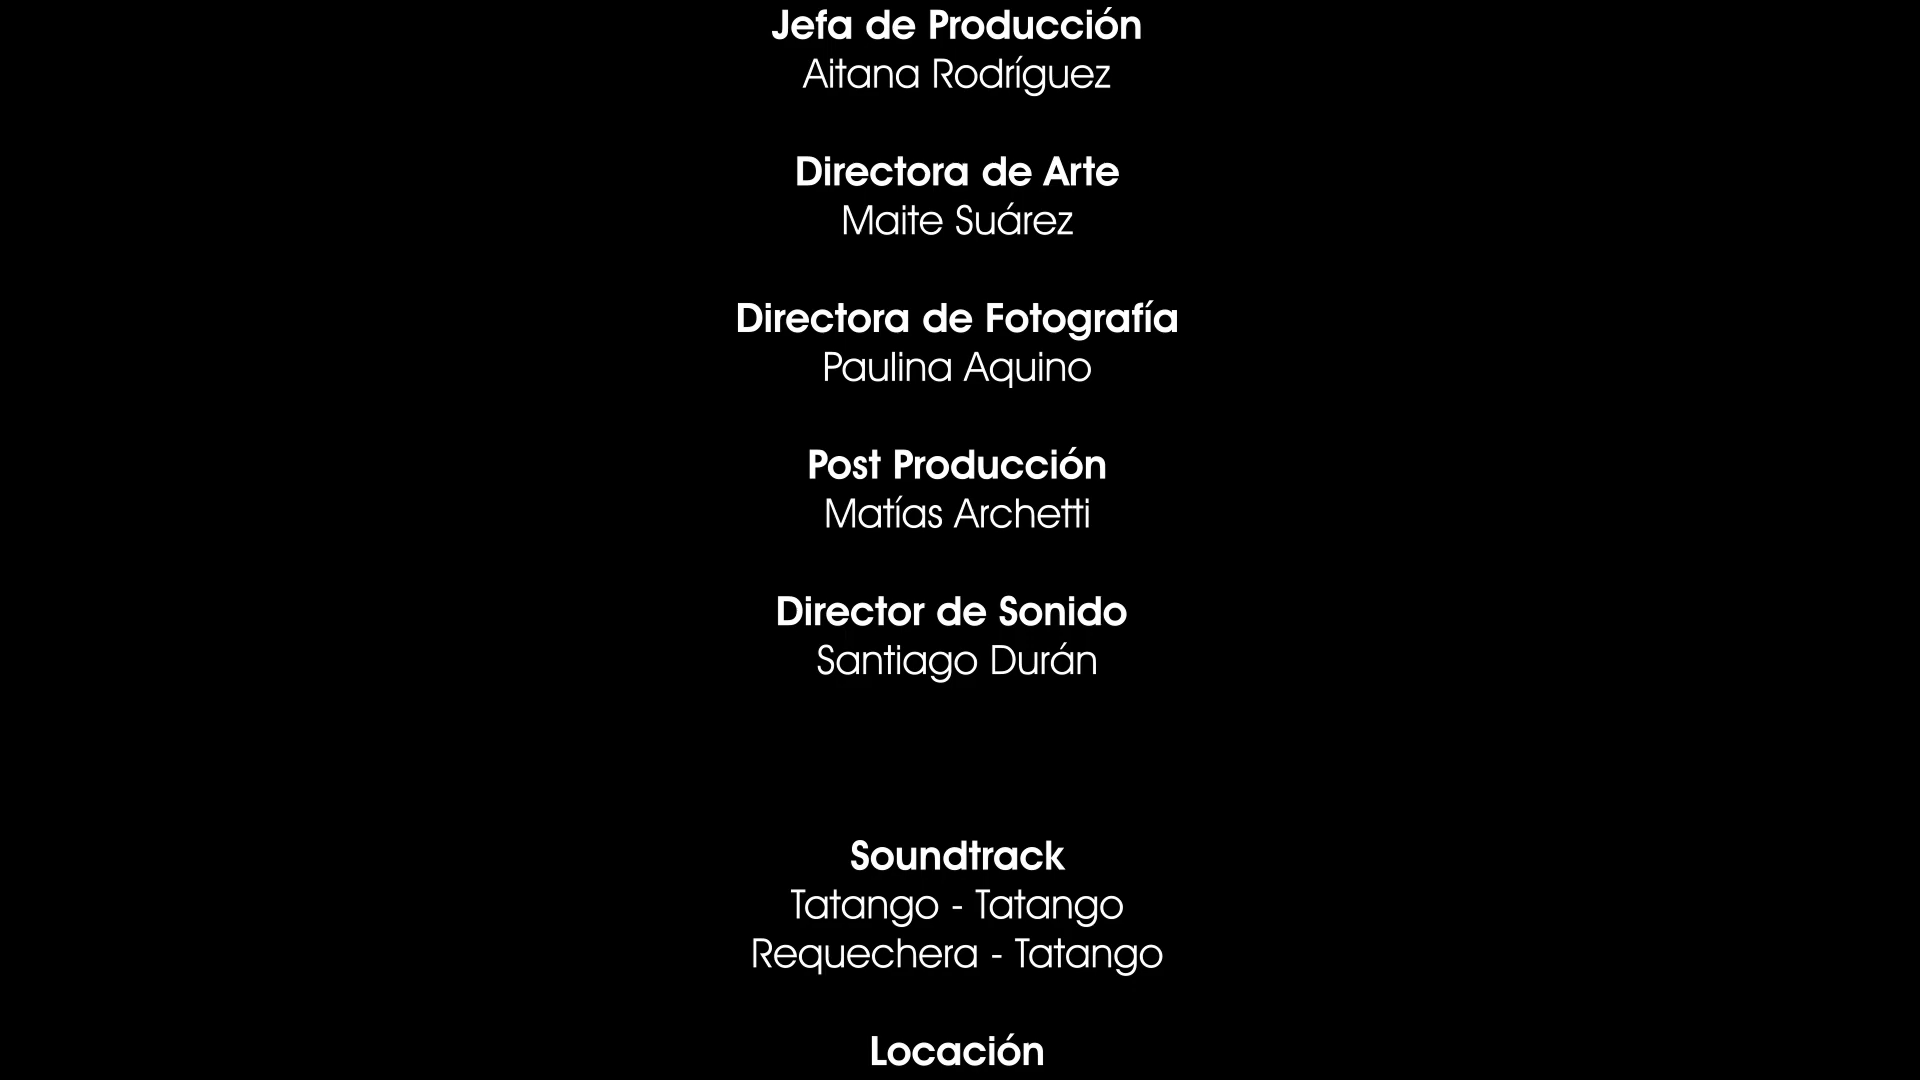 Jefa de Producción
Aitana Rodríguez
Directora de Arte
Maite Suárez
Directora de Fotografía
Paulina Aquino
Post Producción
Matías Archetti
Director de Sonido
Santiago Durán
Soundtrack
Tatango - Tatango
Requechera - Tatango
Locación